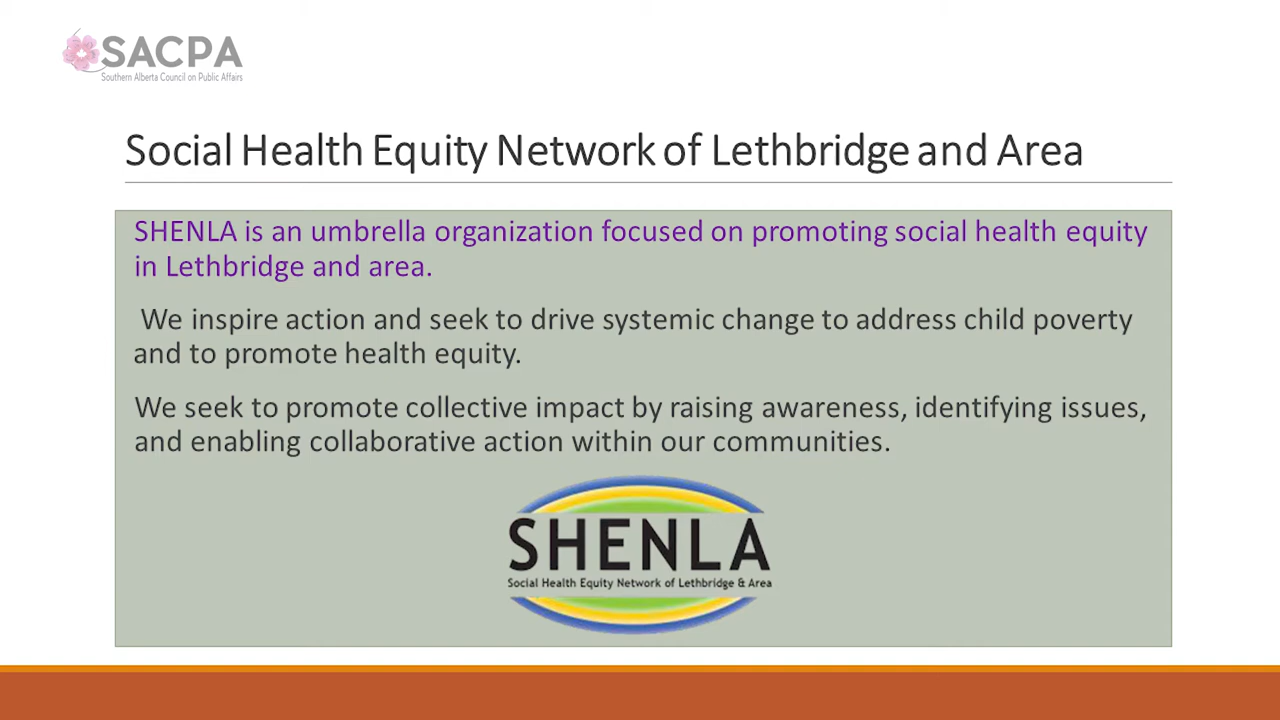 SACPA
Southern Alberta Council on Public Affairs
Social Health Equity Network of Lethbridge and Area
SHENLA is an umbrella organization focused on promoting social health equity
in Lethbridge and area.
We inspire action and seek to drive systemic change to address child poverty
and to promote health equity.
We seek to promote collective impact by raising awareness, identifying issues,
and enabling collaborative action within our communities.
SHENLA
Social Health Equity Network of Lethbridge & Area